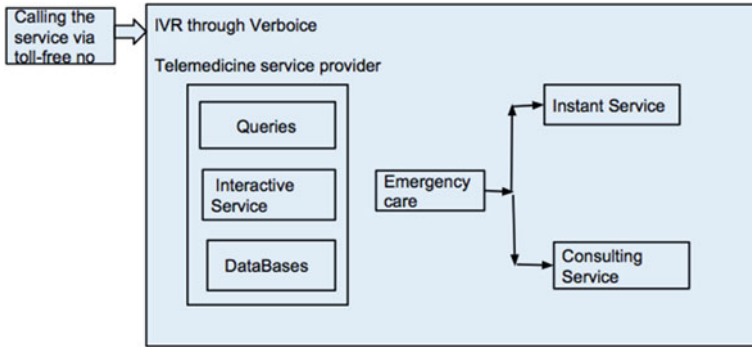 Calling the
service via
toll-free no
IVR through Verboice
Telemedicine service provider
Queries
Interactive
Service
DataBases
Emergency
care
Instant Service
Consulting
Service